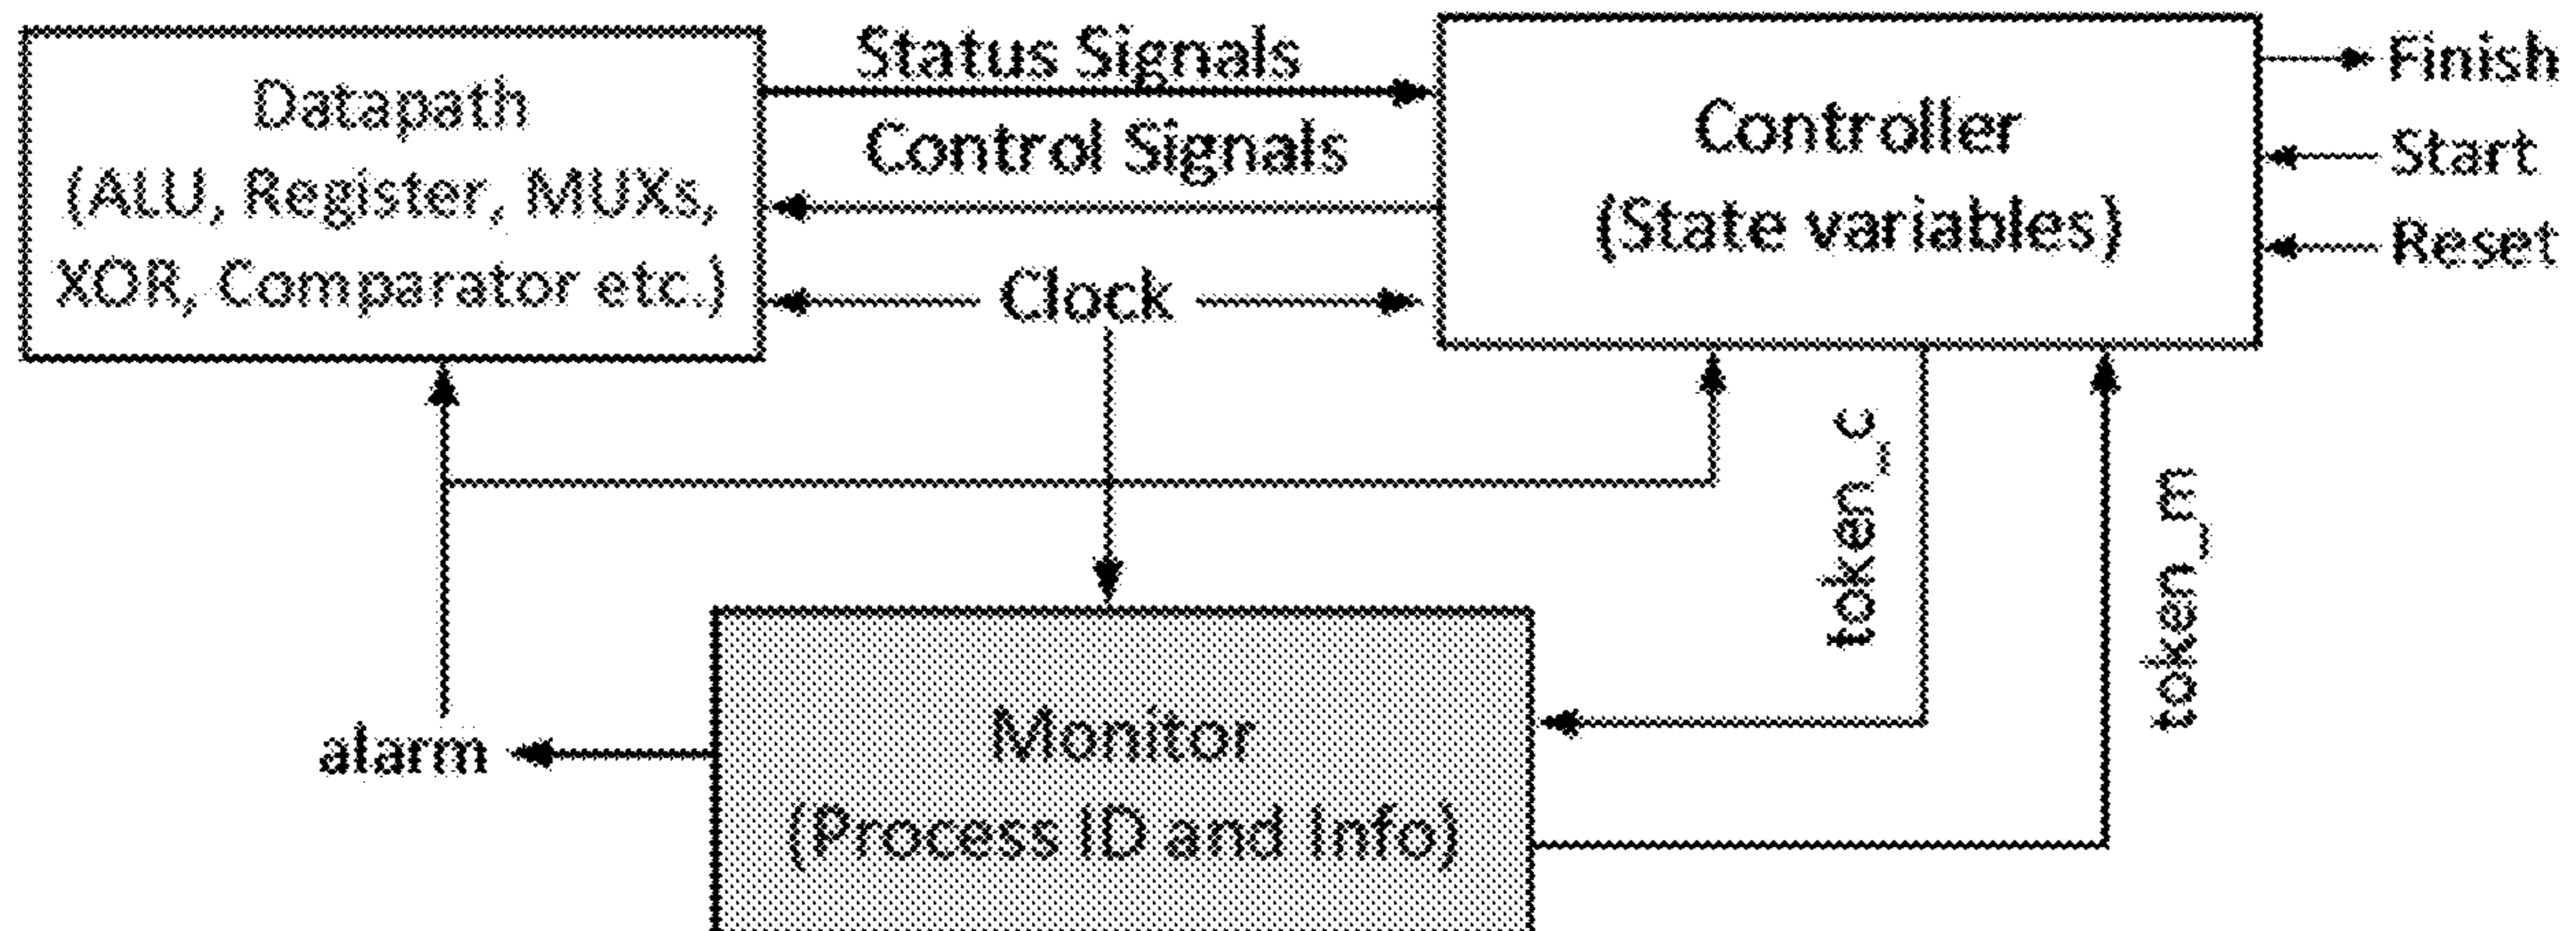 Datapath
(ALU, Register, MUXs,
XOR, Comparator etc.)
Status Signals
Control Signals
Clock
Controller
(State variables)
Finish
Start
Reset
token_c
token_m
alarm
Monitor
(Process ID and Info)